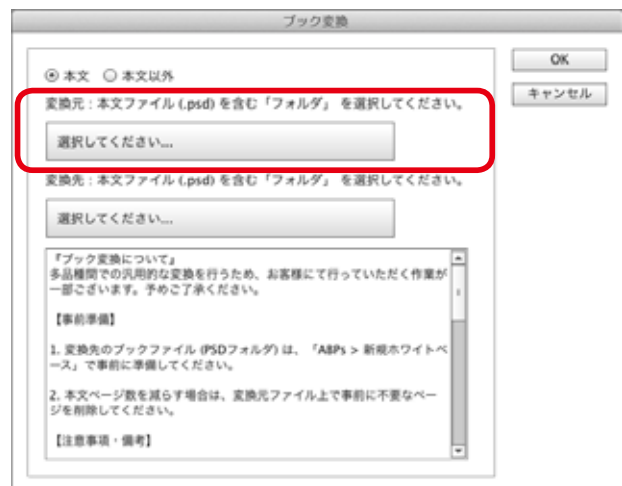 ブック変換
本文 本文以外
OK
キャンセル
変換元：本文ファイル (.psd) を含む「フォルダ」 を選択してください。
選択してください...
変換先：本文ファイル (.psd) を含む「フォルダ」 を選択してください。
選択してください...
『ブック変換について』
多品種間での汎用的な変換を行うため、お客様にて行っていただく作業が
一部ございます。予めご了承ください。
【事前準備】
1. 変換先のブックファイル (PSDフォルダ) は、「ABPs > 新規ホワイトベ
ース」で事前に準備してください。
2. 本文ページ数を減らす場合は、変換元ファイル上で事前に不要なペー
ジを削除してください。
【注意事項・備考】